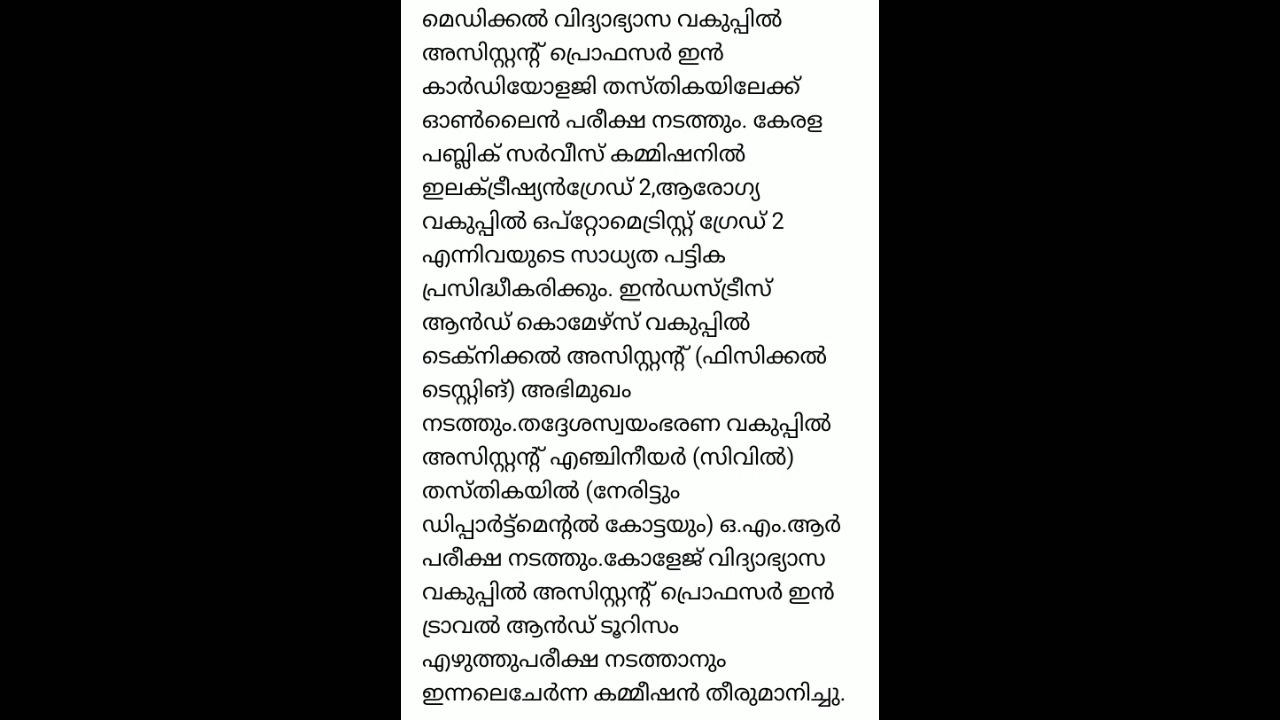 മെഡിക്കൽ വിദ്യാഭ്യാസ വകുപ്പിൽ
അസിസ്റ്റന്റ് പ്രൊഫസർ ഇൻ
കാർഡിയോളജി തസ്തികയിലേക്ക്
ഓൺലൈൻ പരീക്ഷ നടത്തും. കേരള
പബ്ലിക് സർവീസ് കമ്മിഷനിൽ
ഇലക്ട്രീഷ്യൻഗ്രേഡ് 2,ആരോഗ്യ
വകുപ്പിൽ ഒപ്റ്റോമെട്രിസ്റ്റ് ഗ്രേഡ് 2
എന്നിവയുടെ സാധ്യത പട്ടിക
പ്രസിദ്ധീകരിക്കും. ഇൻഡസ്ട്രീസ്
ആൻഡ് കൊമേഴ്സ് വകുപ്പിൽ
ടെക്നിക്കൽ അസിസ്റ്റന്റ് (ഫിസിക്കൽ
ടെസ്റ്റിങ്) അഭിമുഖം
നടത്തും.തദ്ദേശസ്വയംഭരണ വകുപ്പിൽ
അസിസ്റ്റന്റ് എഞ്ചിനീയർ (സിവിൽ)
തസ്തികയിൽ (നേരിട്ടും
ഡിപ്പാർട്ട്മെന്റൽ കോട്ടയും) ഒ.എം.ആർ
പരീക്ഷ നടത്തും.കോളേജ് വിദ്യാഭ്യാസ
വകുപ്പിൽ അസിസ്റ്റന്റ് പ്രൊഫസർ ഇൻ
ട്രാവൽ ആൻഡ് ടൂറിസം
എഴുത്തുപരീക്ഷ നടത്താനും
ഇന്നലെചേർന്ന കമ്മീഷൻ തീരുമാനിച്ചു.